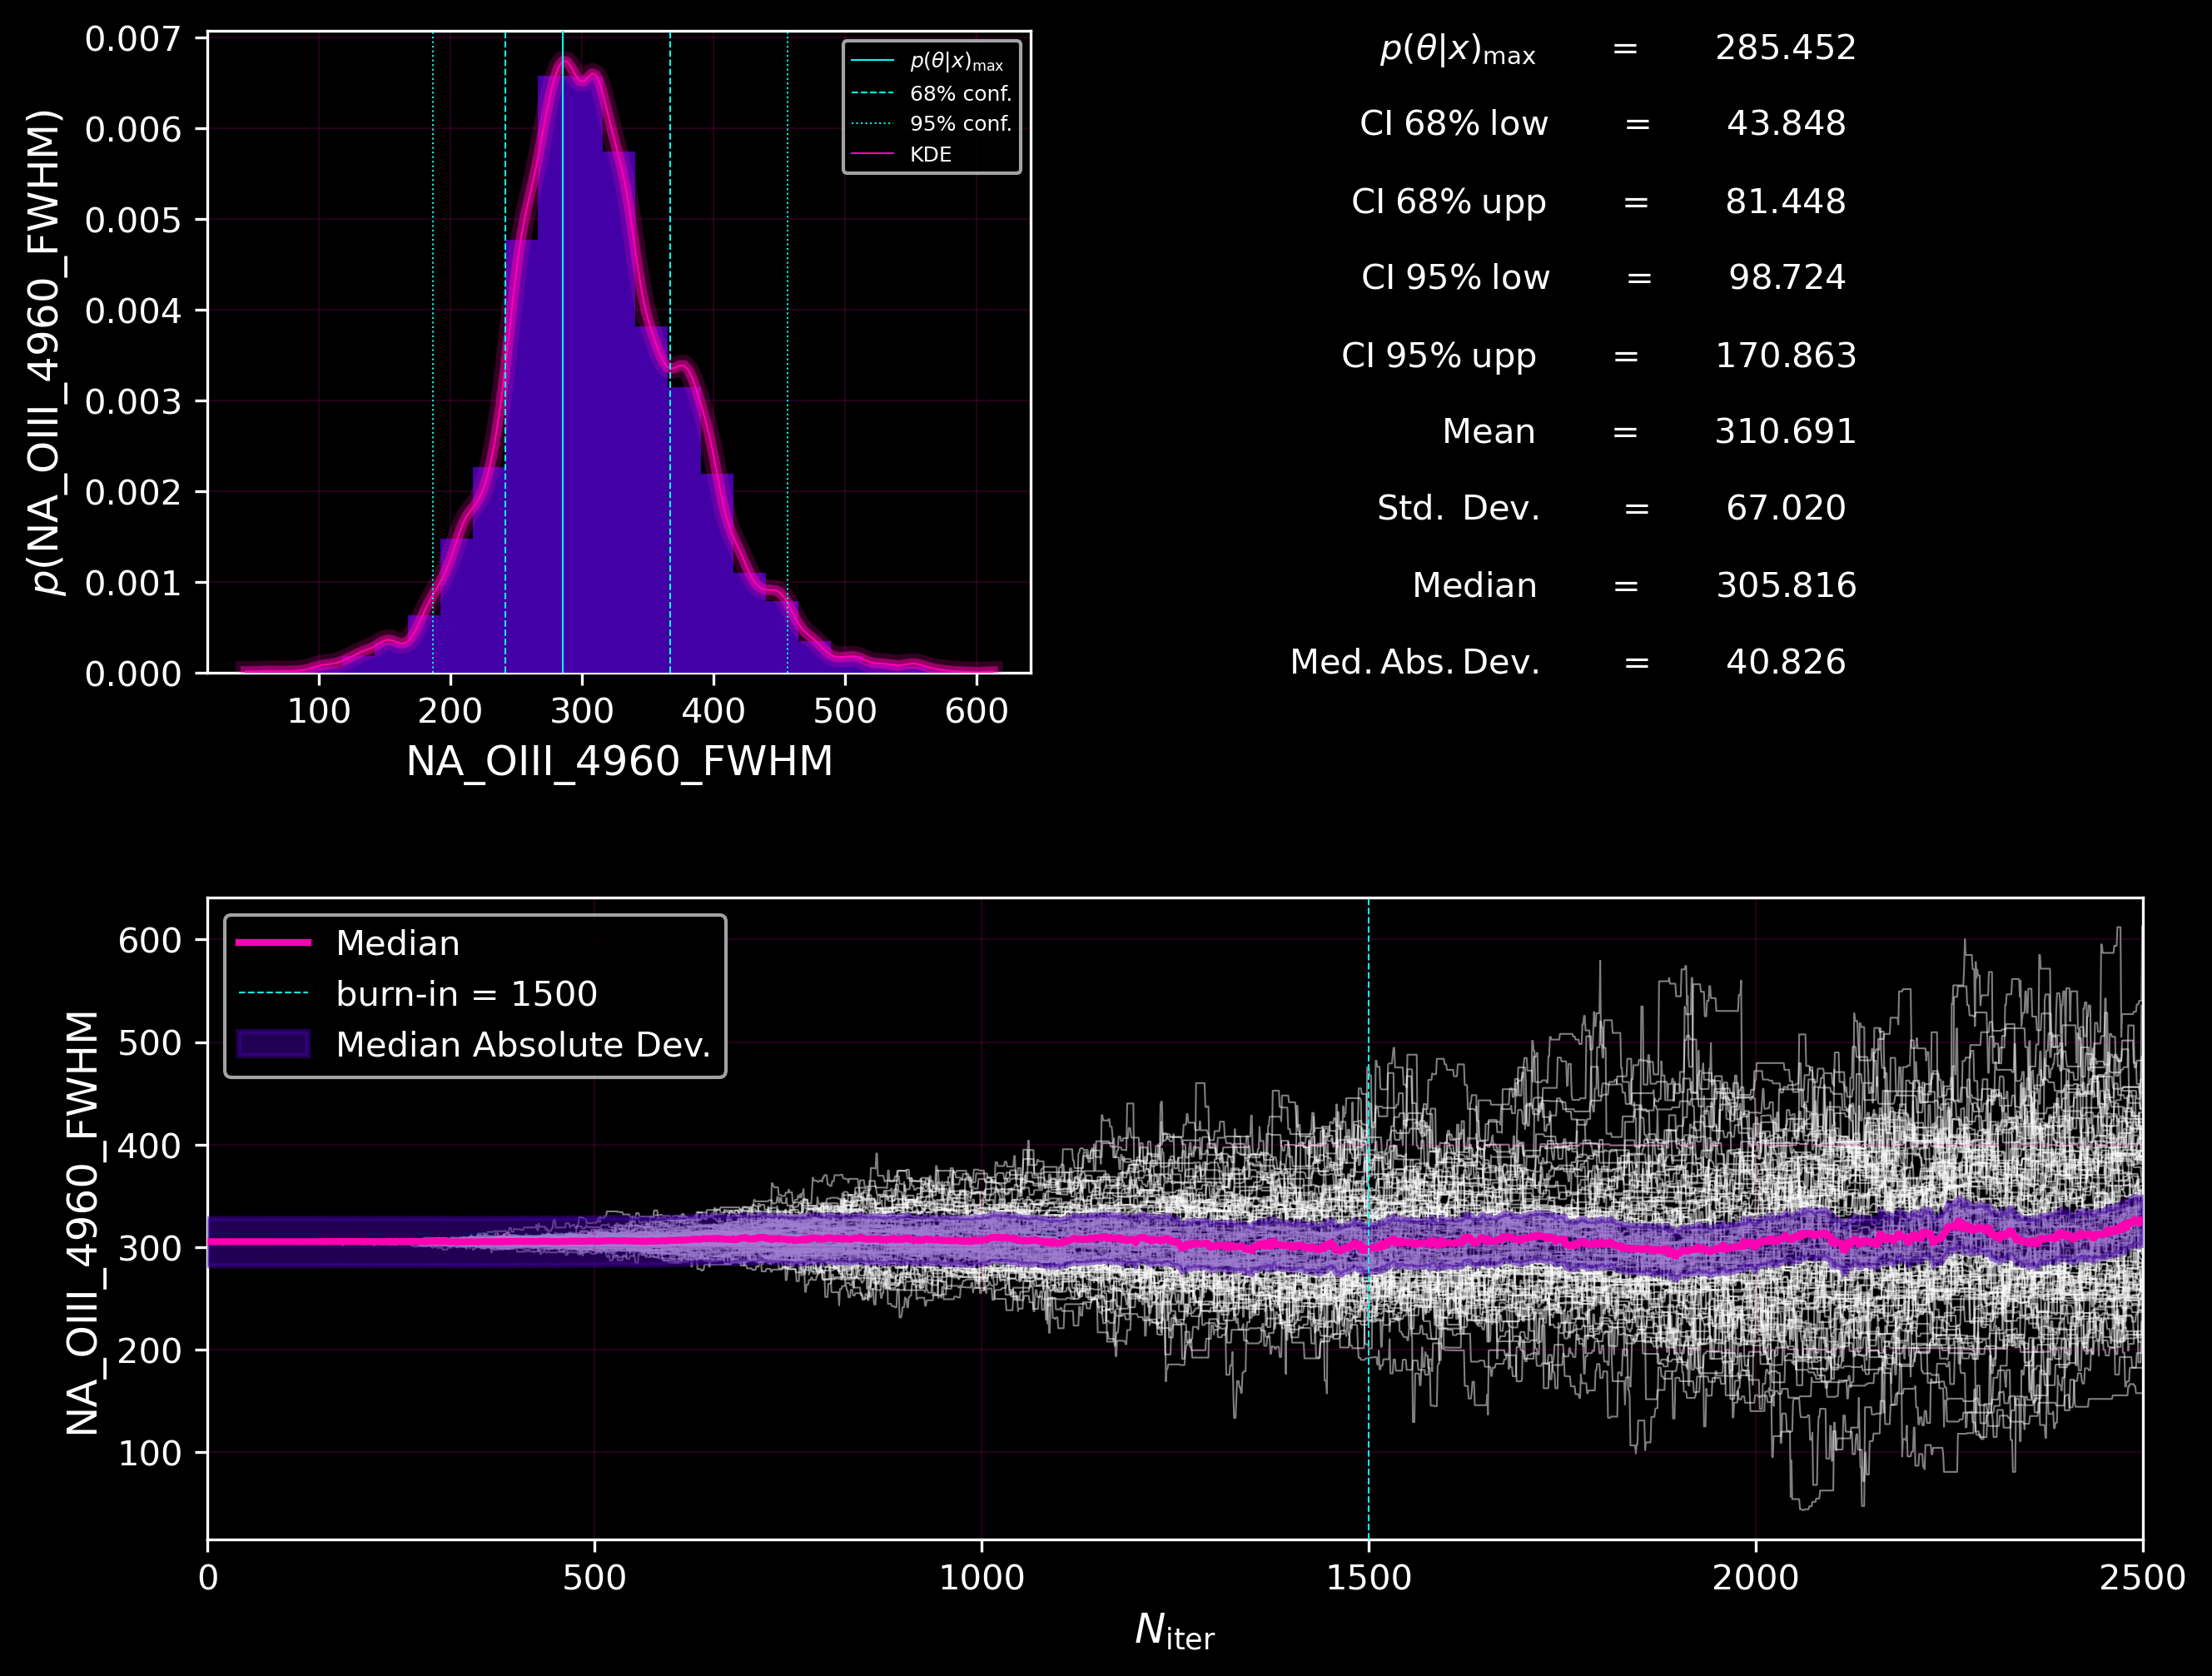 0.007
0.006
0.005
0.004
0.003
0.002
0.001
0.000
p(NA_OIII_4960_FWHM)
100 200 300 400 500 600
NA_OIII_4960_FWHM
p(θ|x)max
68% conf.
95% conf.
KDE
p(θ|x)max = 285.452
CI 68% low = 43.848
CI 68% upp = 81.448
CI 95% low = 98.724
CI 95% upp = 170.863
Mean = 310.691
Std. Dev. = 67.020
Median = 305.816
Med. Abs. Dev. = 40.826
600
500
400
300
200
100
NA_OIII_4960_FWHM
Median
burn-in = 1500
Median Absolute Dev.
0 500 1000 1500 2000 2500
Niter